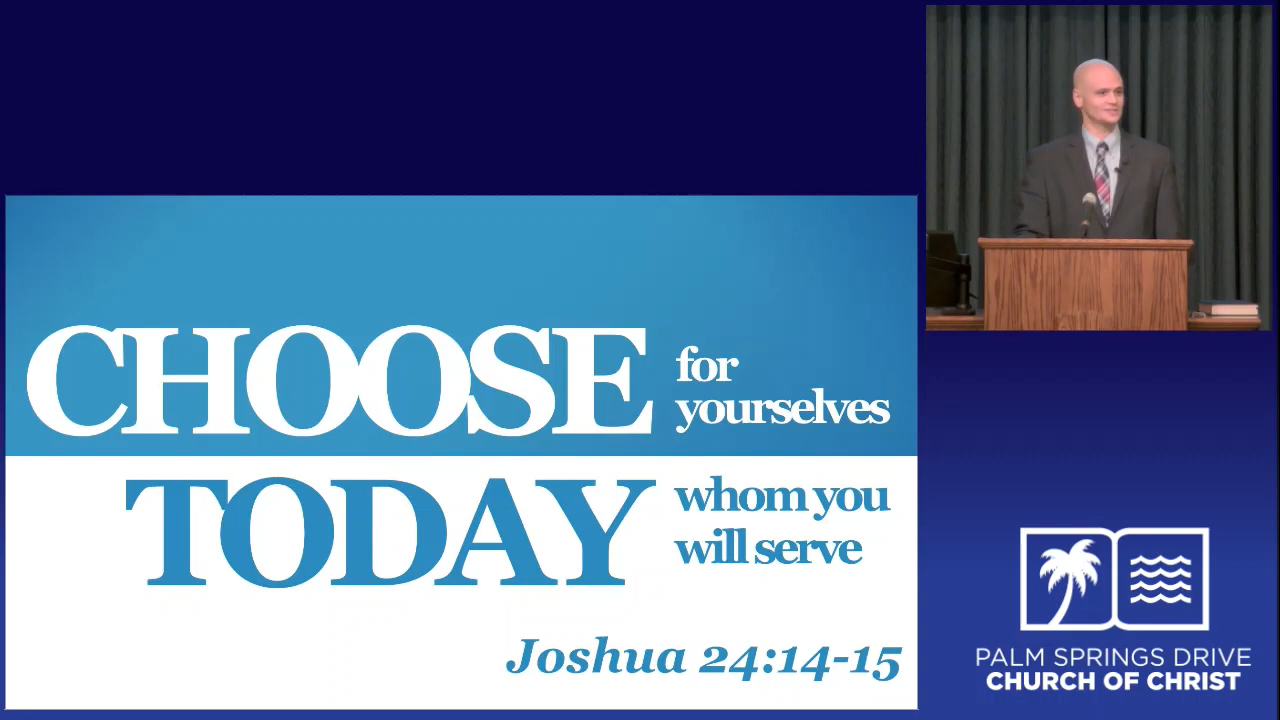 CHOOSE
for
yourselves
TODAY
whom you
will serve
Joshua 24:14-15
PALM SPRINGS DRIVE
CHURCH OF CHRIST